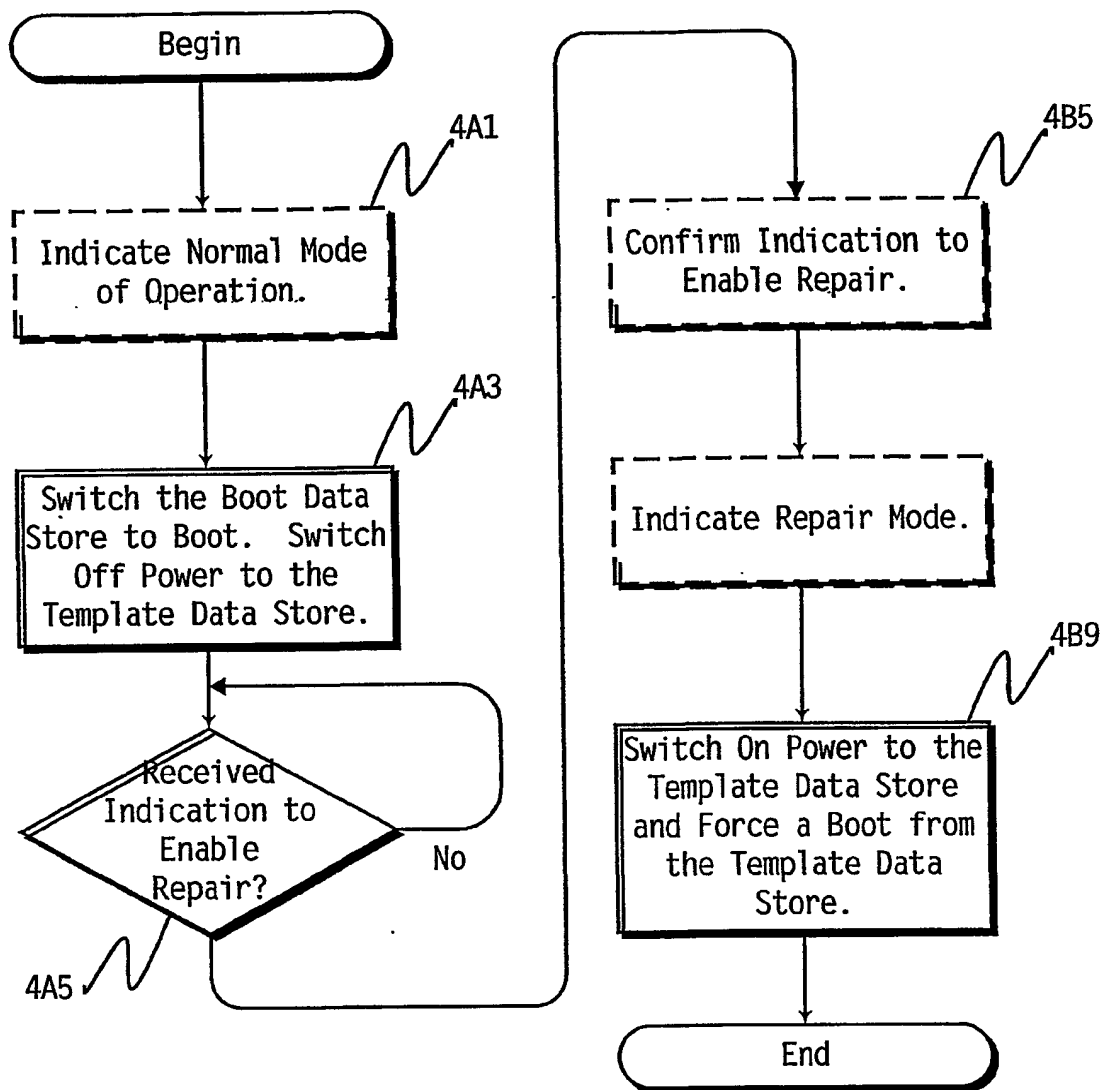 Begin
4A1
Indicate Normal Mode
of Operation.
4A3
Switch the Boot Data
Store to Boot. Switch
Off Power to the
Template Data Store.
Received
Indication to
Enable
Repair?
No
4A5
4B5
Confirm Indication to
Enable Repair.
Indicate Repair Mode.
4B9
Switch On Power to the
Template Data Store
and Force a Boot from
the Template Data
Store.
End